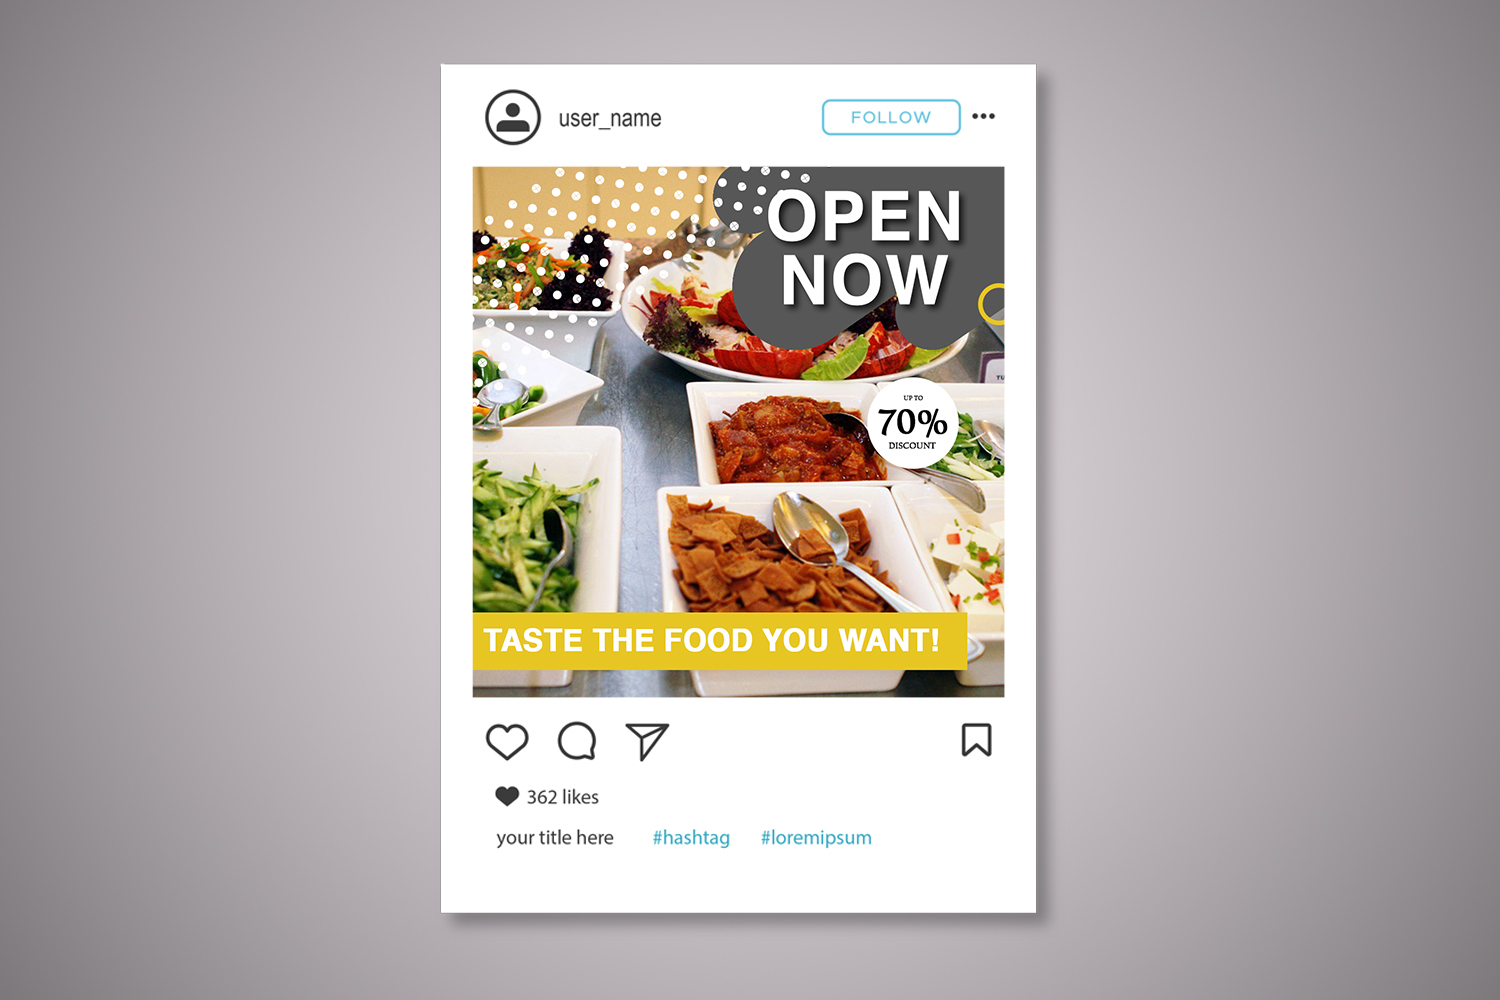 user_name
FOLLOW
OPEN
NOW
TU
UP TO
70%
DISCOUNT
TASTE THE FOOD YOU WANT!
362 likes
your title here #hashtag #loremipsum